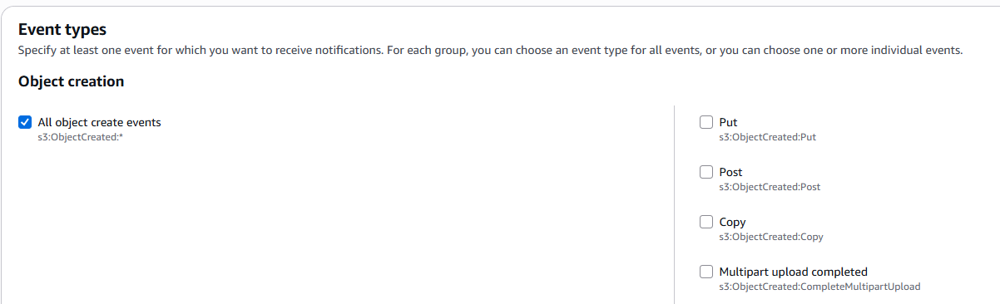 Event types
Specify at least one event for which you want to receive notifications. For each group, you can choose an event type for all events, or you can choose one or more individual events.
Object creation
All object create events
s3:ObjectCreated:*
Put
s3:ObjectCreated:Put
Post
s3:ObjectCreated:Post
Copy
s3:ObjectCreated:Copy
Multipart upload completed
s3:ObjectCreated:CompleteMultipartUpload